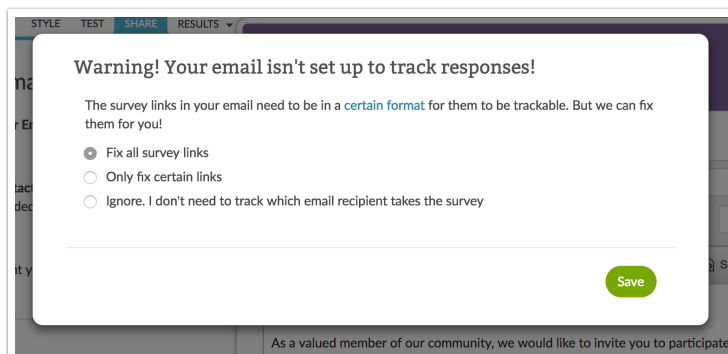 STYLE TEST SHARE RESULTS
Warning! Your email isn't set up to track responses!
The survey links in your email need to be in a certain format for them to be trackable. But we can fix
them for you!
Fix all survey links
Only fix certain links
Ignore. I don't need to track which email recipient takes the survey
Save
As a valued member of our community, we would like to invite you to participate